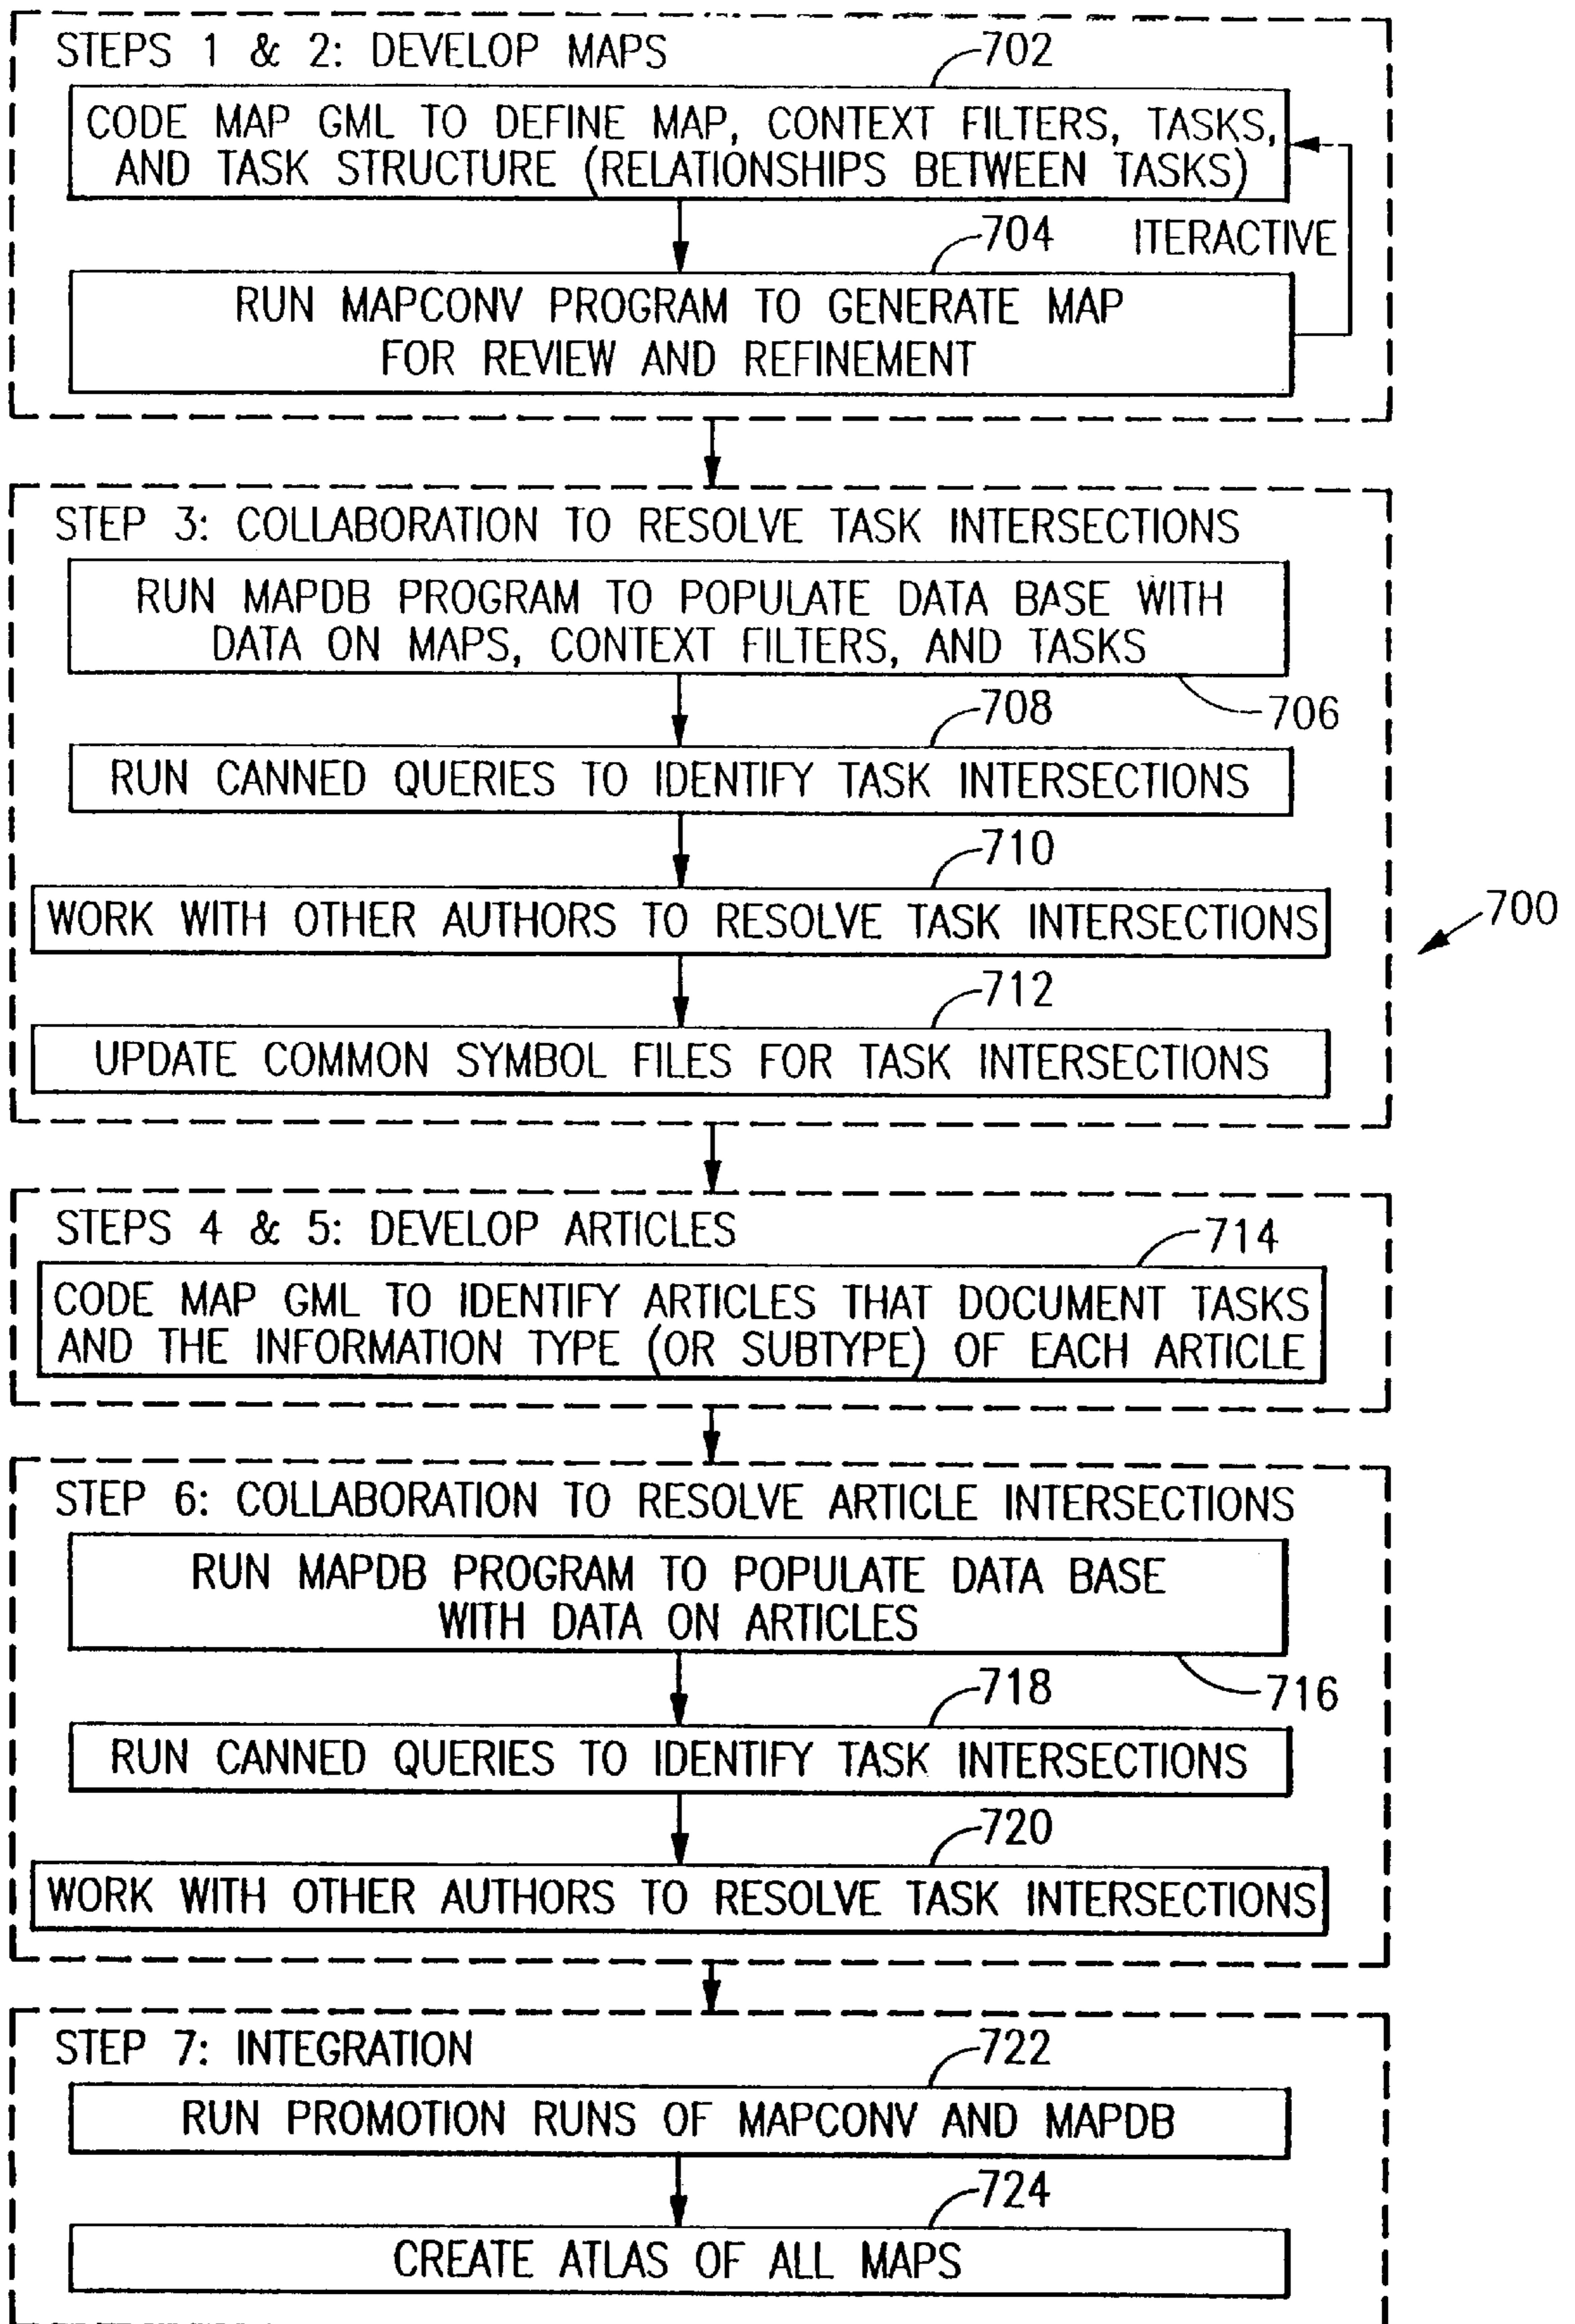 STEPS 1 & 2: DEVELOP MAPS
702
CODE MAP GML TO DEFINE MAP, CONTEXT FILTERS, TASKS,
AND TASK STRUCTURE (RELATIONSHIPS BETWEEN TASKS)
704
ITERACTIVE
RUN MAPCONV PROGRAM TO GENERATE MAP
FOR REVIEW AND REFINEMENT
STEP 3: COLLABORATION TO RESOLVE TASK INTERSECTIONS
RUN MAPDB PROGRAM TO POPULATE DATA BASE WITH
DATA ON MAPS, CONTEXT FILTERS, AND TASKS
706
708
RUN CANNED QUERIES TO IDENTIFY TASK INTERSECTIONS
710
WORK WITH OTHER AUTHORS TO RESOLVE TASK INTERSECTIONS
700
712
UPDATE COMMON SYMBOL FILES FOR TASK INTERSECTIONS
STEPS 4 & 5: DEVELOP ARTICLES
714
CODE MAP GML TO IDENTIFY ARTICLES THAT DOCUMENT TASKS
AND THE INFORMATION TYPE (OR SUBTYPE) OF EACH ARTICLE
STEP 6: COLLABORATION TO RESOLVE ARTICLE INTERSECTIONS
RUN MAPDB PROGRAM TO POPULATE DATA BASE
WITH DATA ON ARTICLES
716
718
RUN CANNED QUERIES TO IDENTIFY TASK INTERSECTIONS
720
WORK WITH OTHER AUTHORS TO RESOLVE TASK INTERSECTIONS
STEP 7: INTEGRATION
722
RUN PROMOTION RUNS OF MAPCONV AND MAPDB
724
CREATE ATLAS OF ALL MAPS